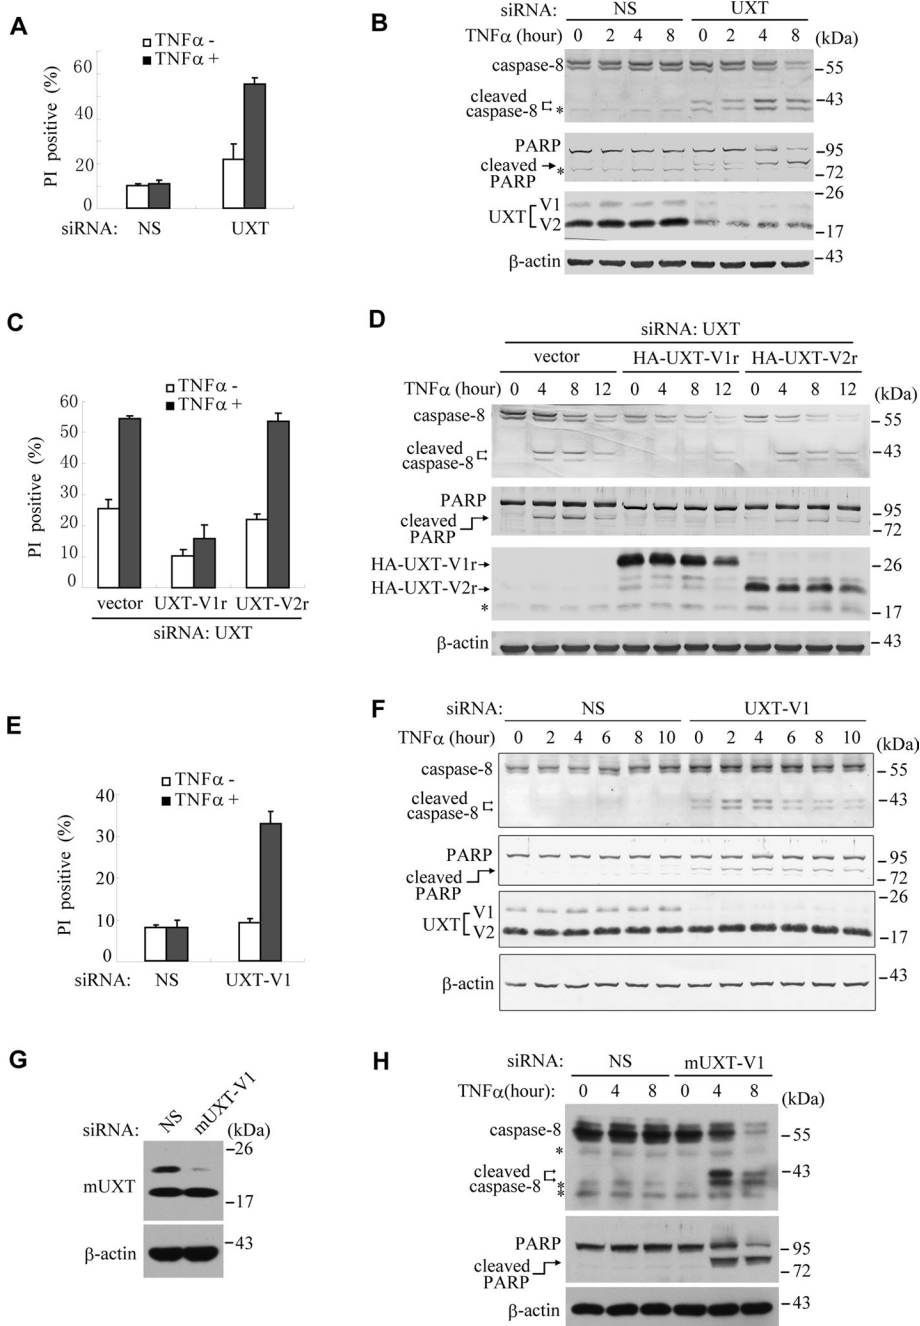 A
TNFα -
TNFα +
PI positive (%)
60
40
20
0
siRNA: NS UXT
B
siRNA: NS UXT
TNFα (hour) 0 2 4 8 0 2 4 8 (kDa)
caspase-8
-55
cleaved
caspase-8
*
-43
PARP
-95
cleaved
PARP
*
-72
-26
UXT V1
V2
-17
β-actin
-43
C
TNFα -
TNFα +
PI positive (%)
60
50
40
30
20
10
0
vector UXT-V1r UXT-V2r
siRNA: UXT
D
siRNA: UXT
vector HA-UXT-V1r HA-UXT-V2r
TNFα (hour) 0 4 8 12 0 4 8 12 0 4 8 12 (kDa)
caspase-8
- 55
cleaved
caspase-8
- 43
PARP
- 95
cleaved
PARP
- 72
HA-UXT-V1r
- 26
HA-UXT-V2r
*
- 17
β-actin
- 43
E
TNFα -
TNFα +
PI positive (%)
40
30
20
10
0
siRNA: NS UXT-V1
F
siRNA: NS UXT-V1
TNFα (hour) 0 2 4 6 8 10 0 2 4 6 8 10 (kDa)
caspase-8
-55
cleaved
caspase-8
-43
PARP
-95
cleaved
PARP
-72
-26
UXT V1
V2
-17
β-actin
-43
G
siRNA: NS mUXT-V1 (kDa)
-26
mUXT
-17
-43
β-actin
H
siRNA: NS mUXT-V1
TNFα(hour): 0 4 8 0 4 8 (kDa)
caspase-8
-55
*
cleaved
caspase-8
-43
*
*
PARP
-95
cleaved
PARP
-72
β-actin
-43